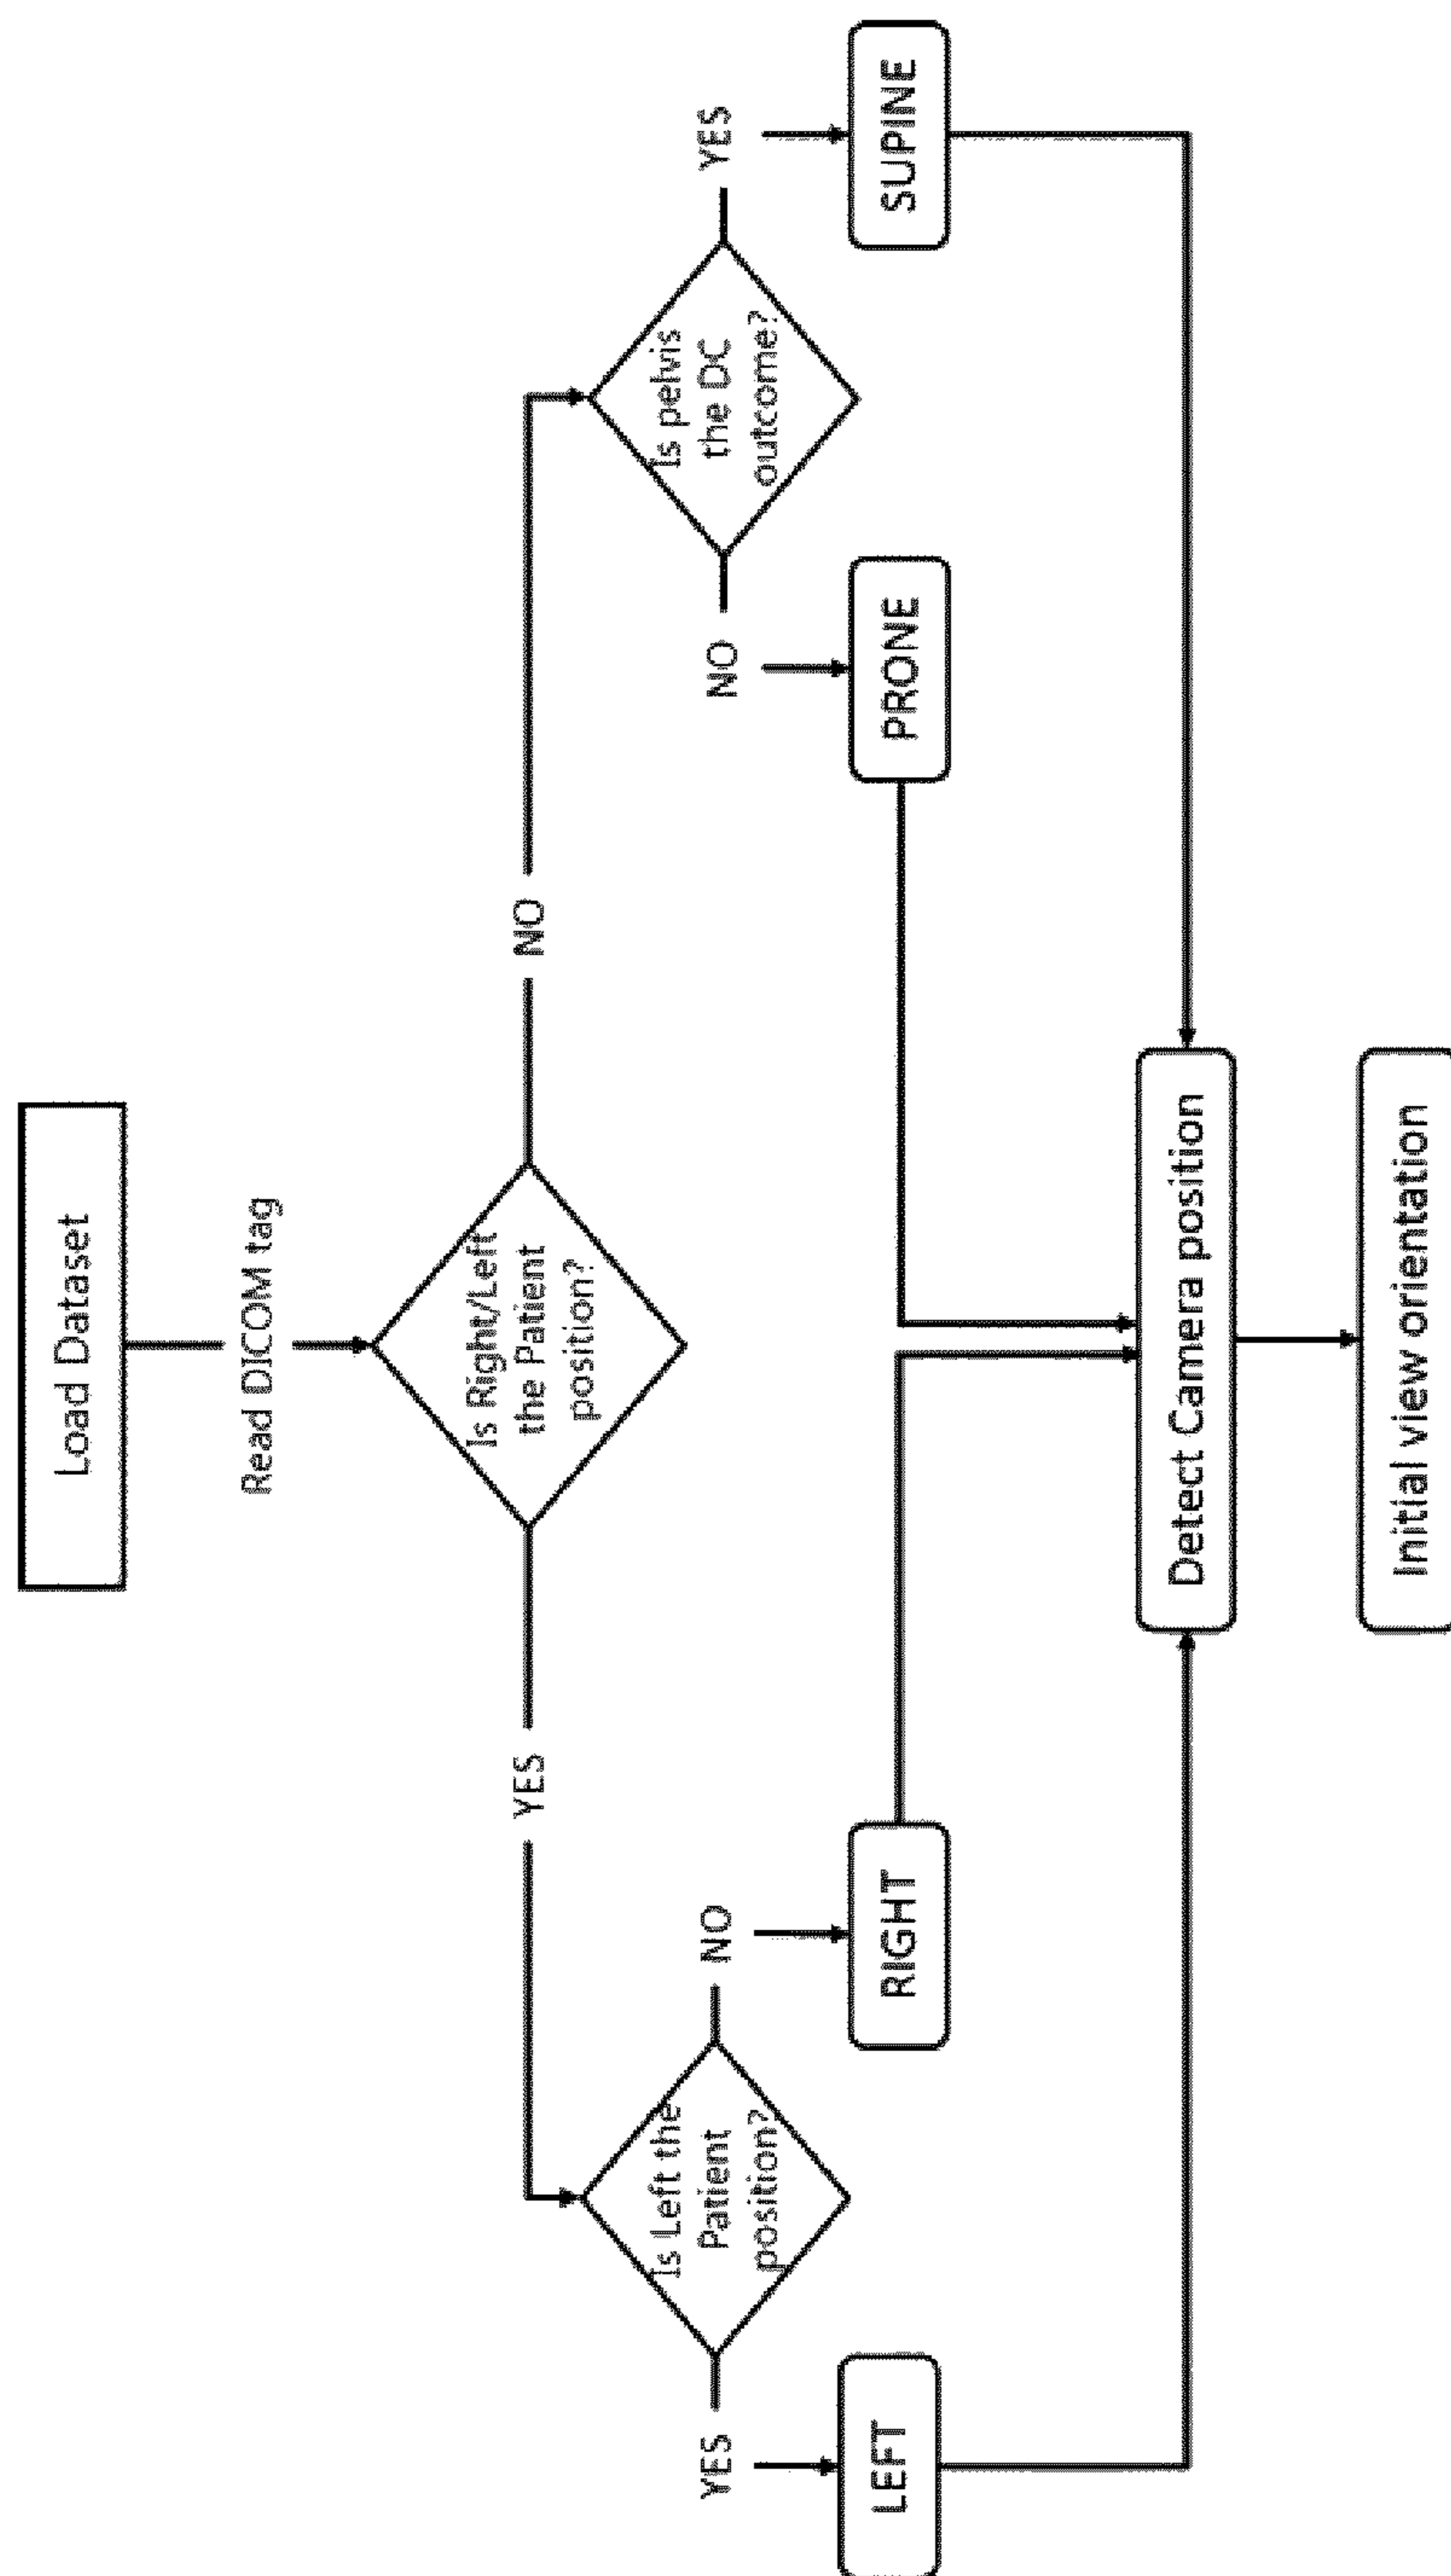 Load Dataset
Read DICOM tag
Is Right/Left
the Patient
position?
YES
NO
Is Left the
Patient
position?
Is pelvis
the DC
outcome?
YES
NO
NO
YES
LEFT
RIGHT
PRONE
SUPINE
Detect Camera position
Initial view orientation